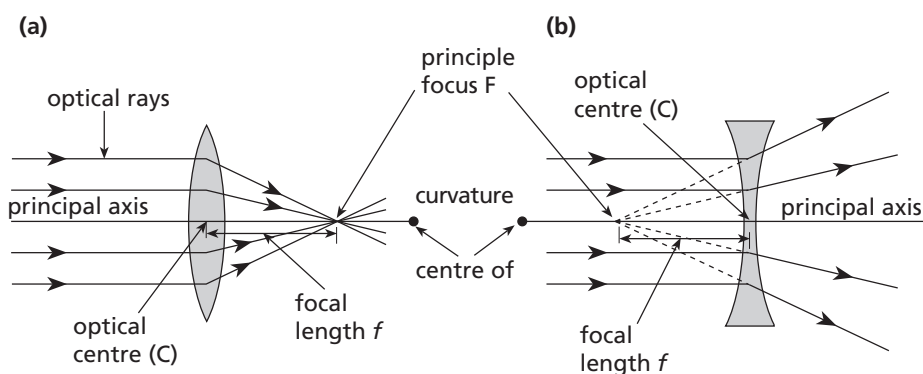 (a)
optical rays
principal axis
optical
centre (C)
focal
length f
principle
focus F
curvature
centre of
(b)
optical
centre (C)
principal axis
focal
length f